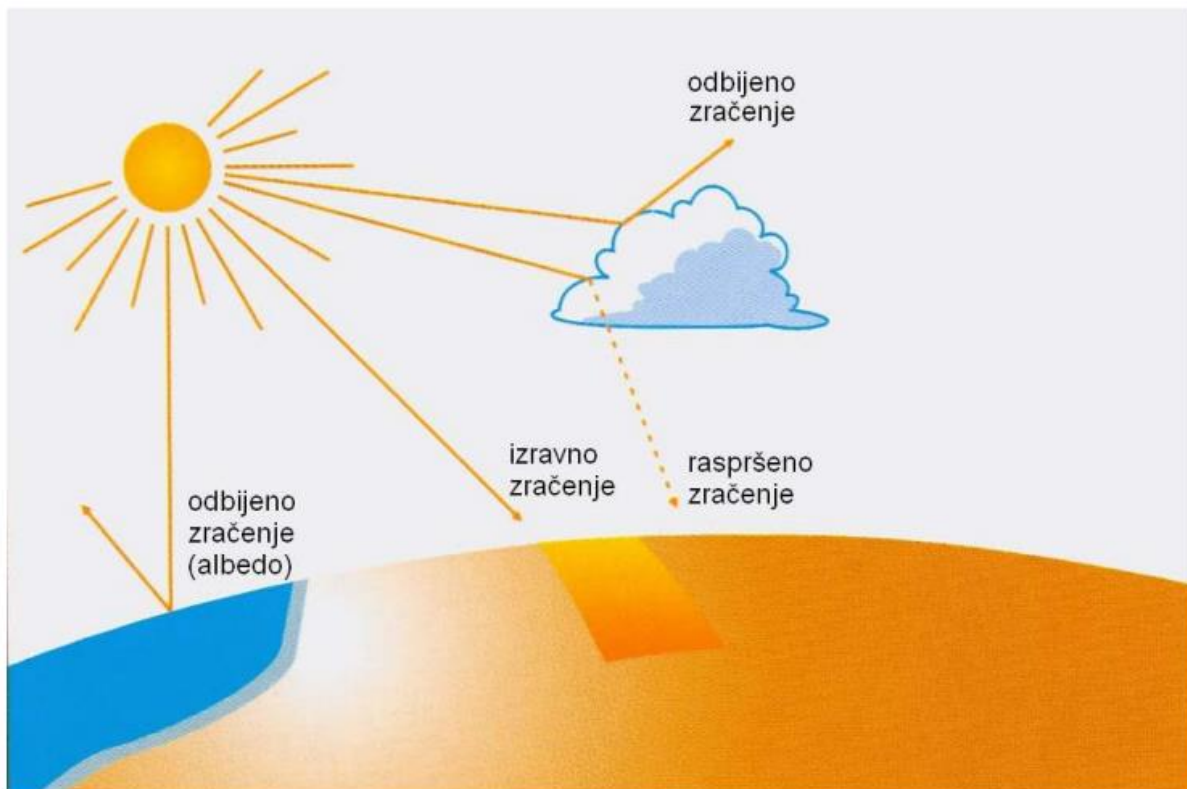 odbijeno
zračenje
izravno
zračenje
raspršeno
zračenje
odbijeno
zračenje
(albedo)